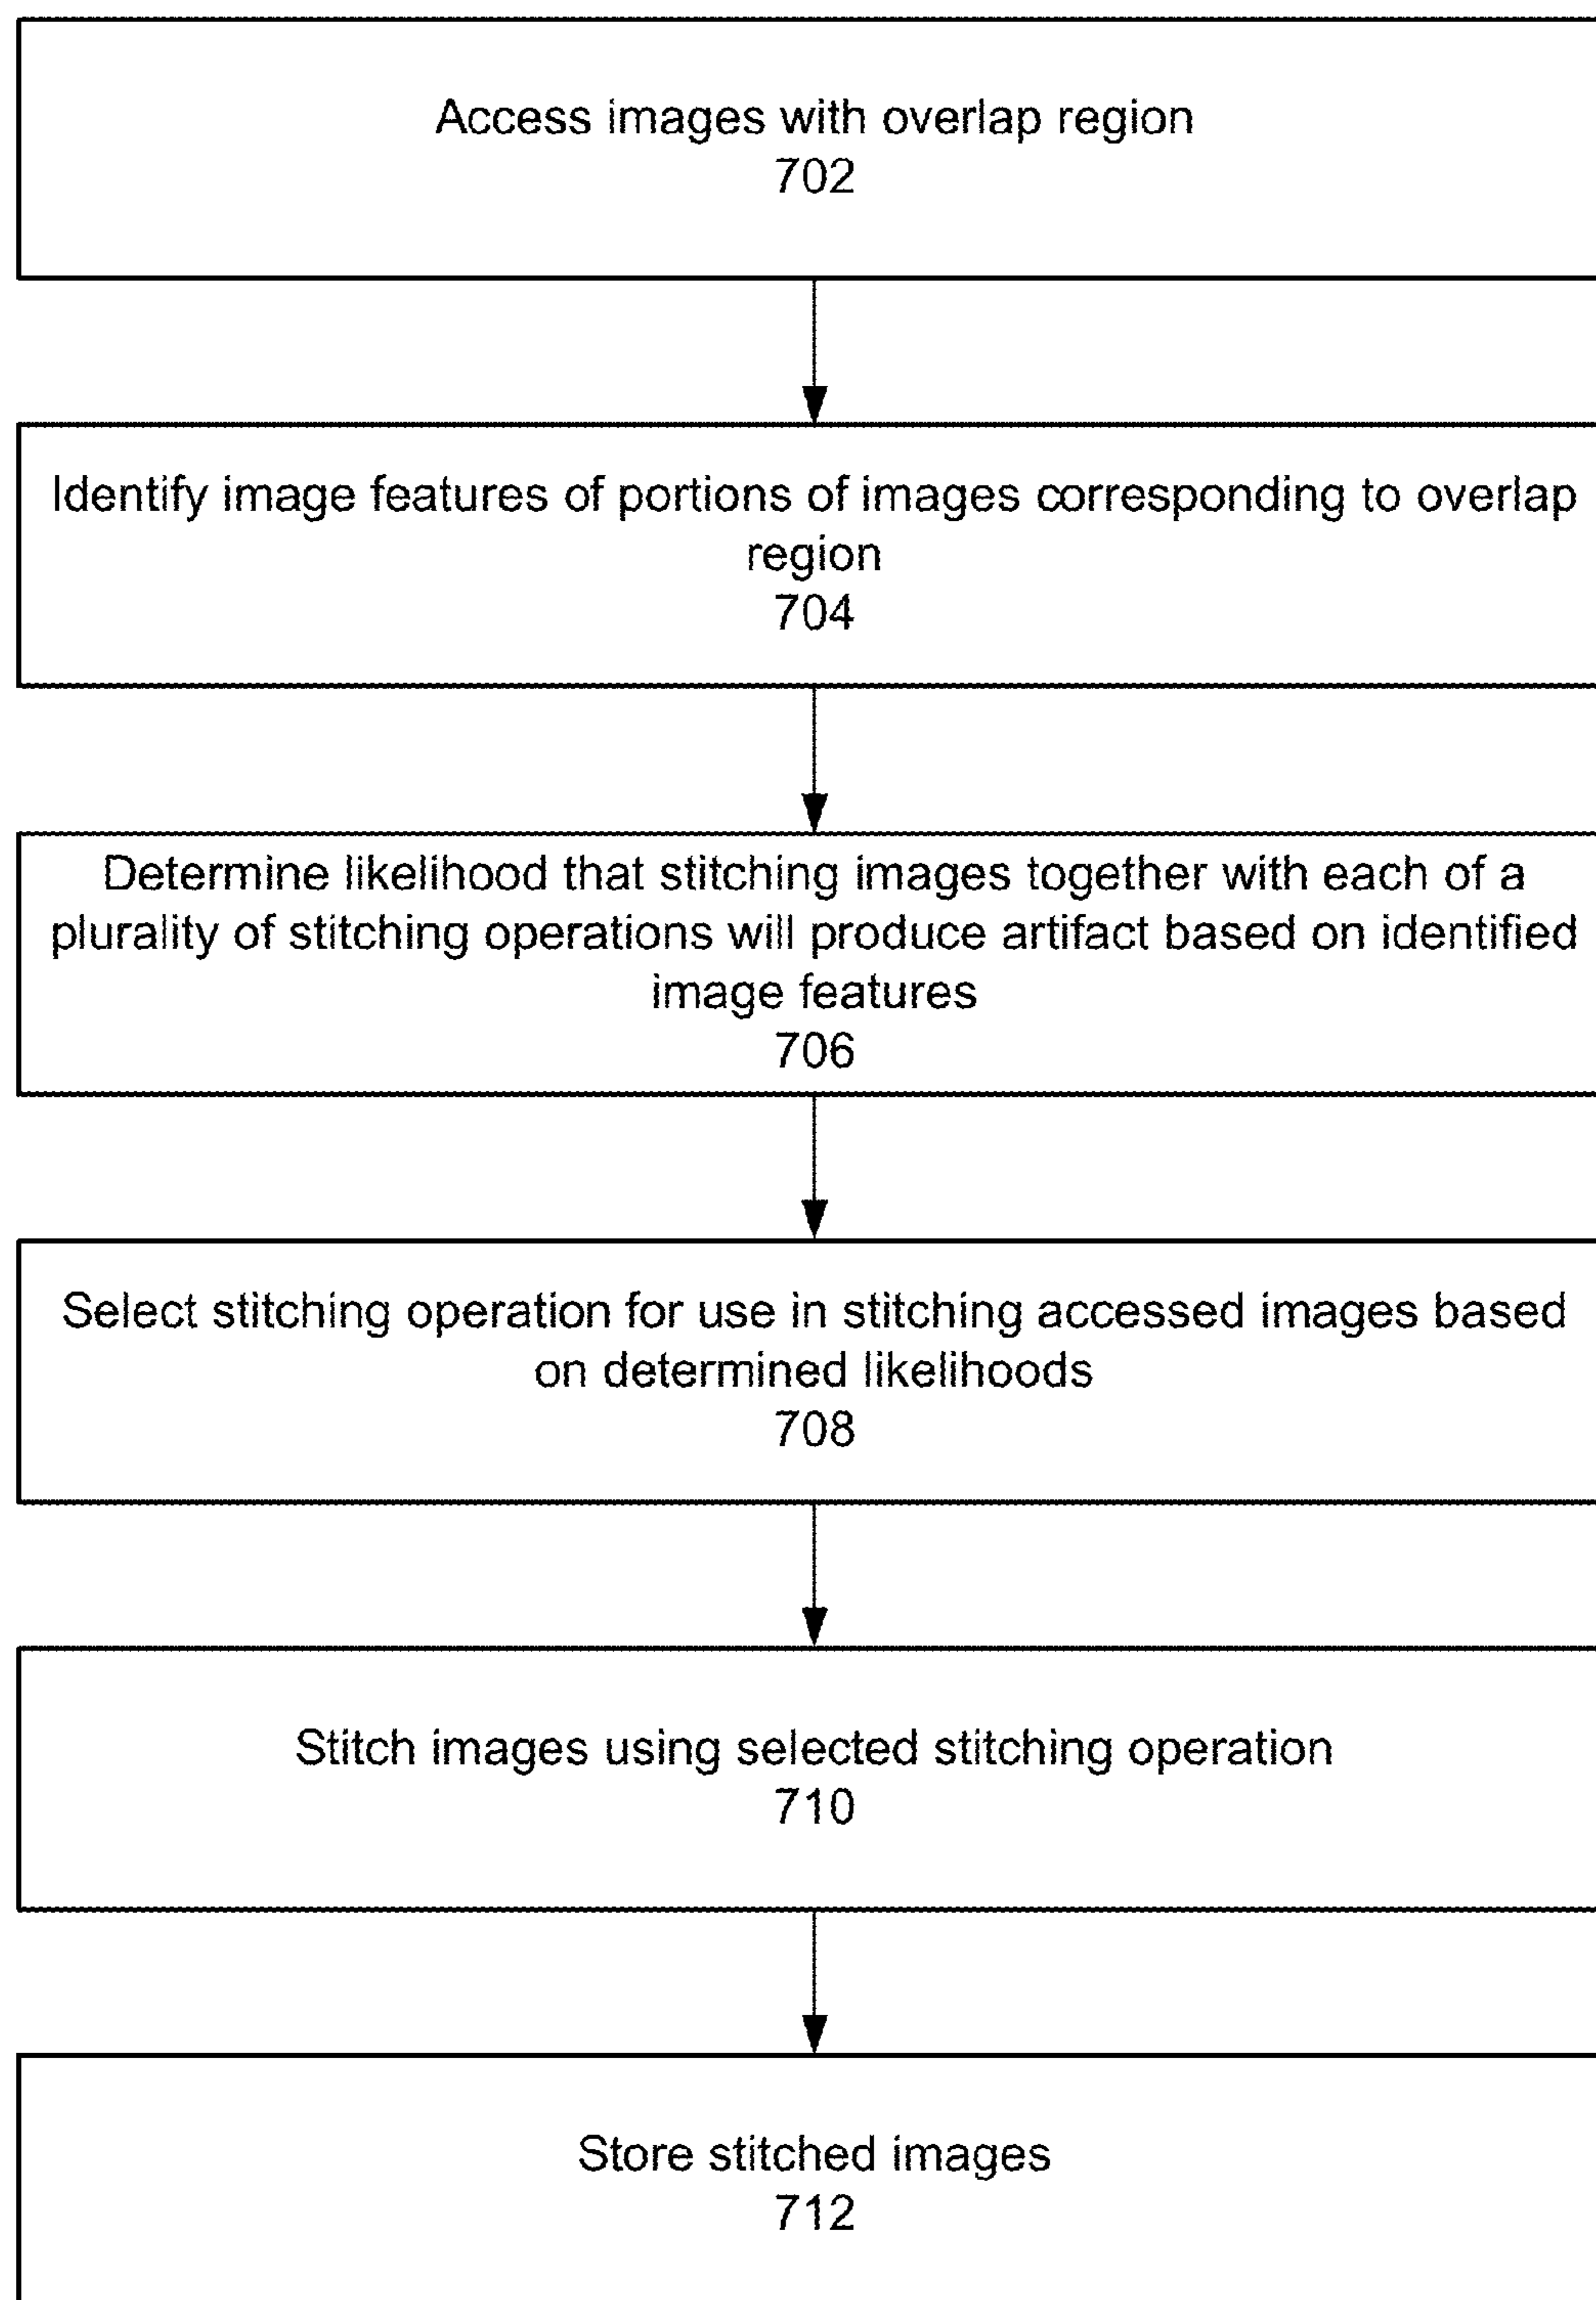 Access images with overlap region
702
Identify image features of portions of images corresponding to overlap
region
704
Determine likelihood that stitching images together with each of a
plurality of stitching operations will produce artifact based on identified
image features
706
Select stitching operation for use in stitching accessed images based
on determined likelihoods
708
Stitch images using selected stitching operation
710
Store stitched images
712